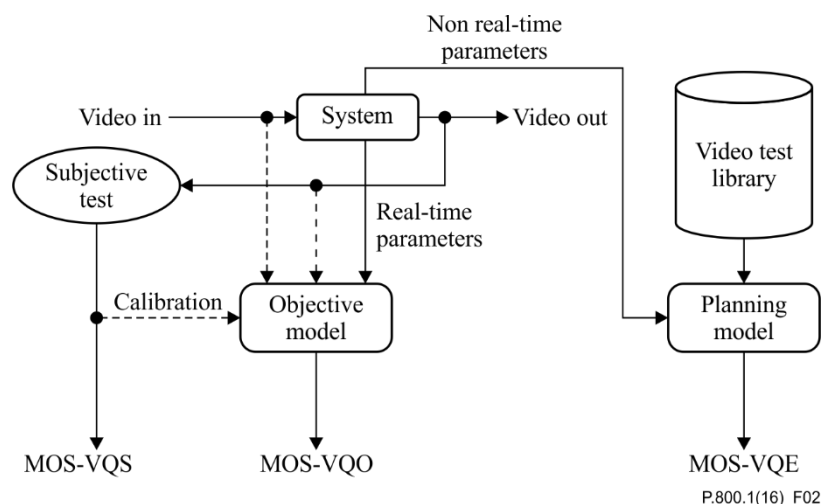 Non real-time
parameters
Video in
System
Video out
Video test
library
Subjective
test
Real-time
parameters
Calibration
Objective
model
Planning
model
MOS-VQS
MOS-VQO
MOS-VQE
P.800.1(16)_F02